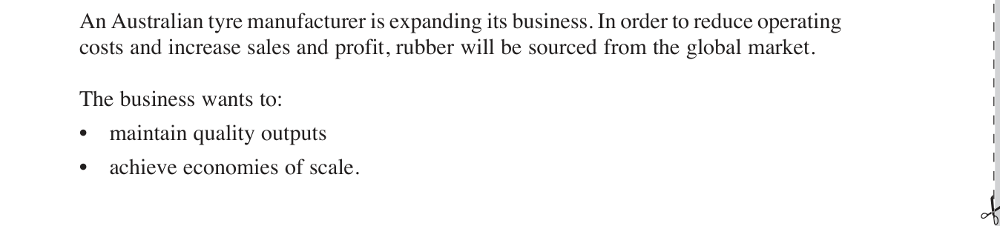 An Australian tyre manufacturer is expanding its business. In order to reduce operating
costs and increase sales and profit, rubber will be sourced from the global market.
The business wants to:
• maintain quality outputs
• achieve economies of scale.